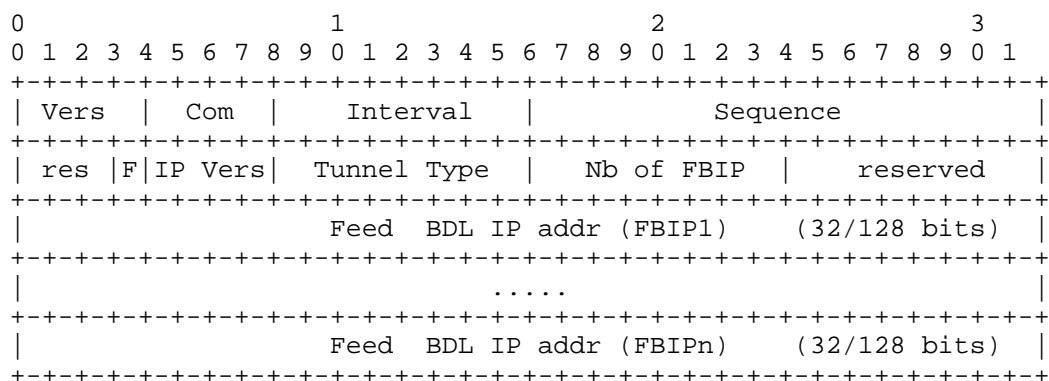 0                   1                   2                   3
0 1 2 3 4 5 6 7 8 9 0 1 2 3 4 5 6 7 8 9 0 1 2 3 4 5 6 7 8 9 0 1
+-+-+-+-+-+-+-+-+-+-+-+-+-+-+-+-+-+-+-+-+-+-+-+-+-+-+-+-+-+-+-+-+
| Vers  |  Com  |    Interval   |           Sequence            |
+-+-+-+-+-+-+-+-+-+-+-+-+-+-+-+-+-+-+-+-+-+-+-+-+-+-+-+-+-+-+-+-+
| res |F|IP Vers|  Tunnel Type  |   Nb of FBIP  |    reserved   |
+-+-+-+-+-+-+-+-+-+-+-+-+-+-+-+-+-+-+-+-+-+-+-+-+-+-+-+-+-+-+-+-+
|                   Feed  BDL IP addr (FBIP1)    (32/128 bits)  |
+-+-+-+-+-+-+-+-+-+-+-+-+-+-+-+-+-+-+-+-+-+-+-+-+-+-+-+-+-+-+-+-+
|                             .....                             |
+-+-+-+-+-+-+-+-+-+-+-+-+-+-+-+-+-+-+-+-+-+-+-+-+-+-+-+-+-+-+-+-+
|                   Feed  BDL IP addr (FBIPn)    (32/128 bits)  |
+-+-+-+-+-+-+-+-+-+-+-+-+-+-+-+-+-+-+-+-+-+-+-+-+-+-+-+-+-+-+-+-+